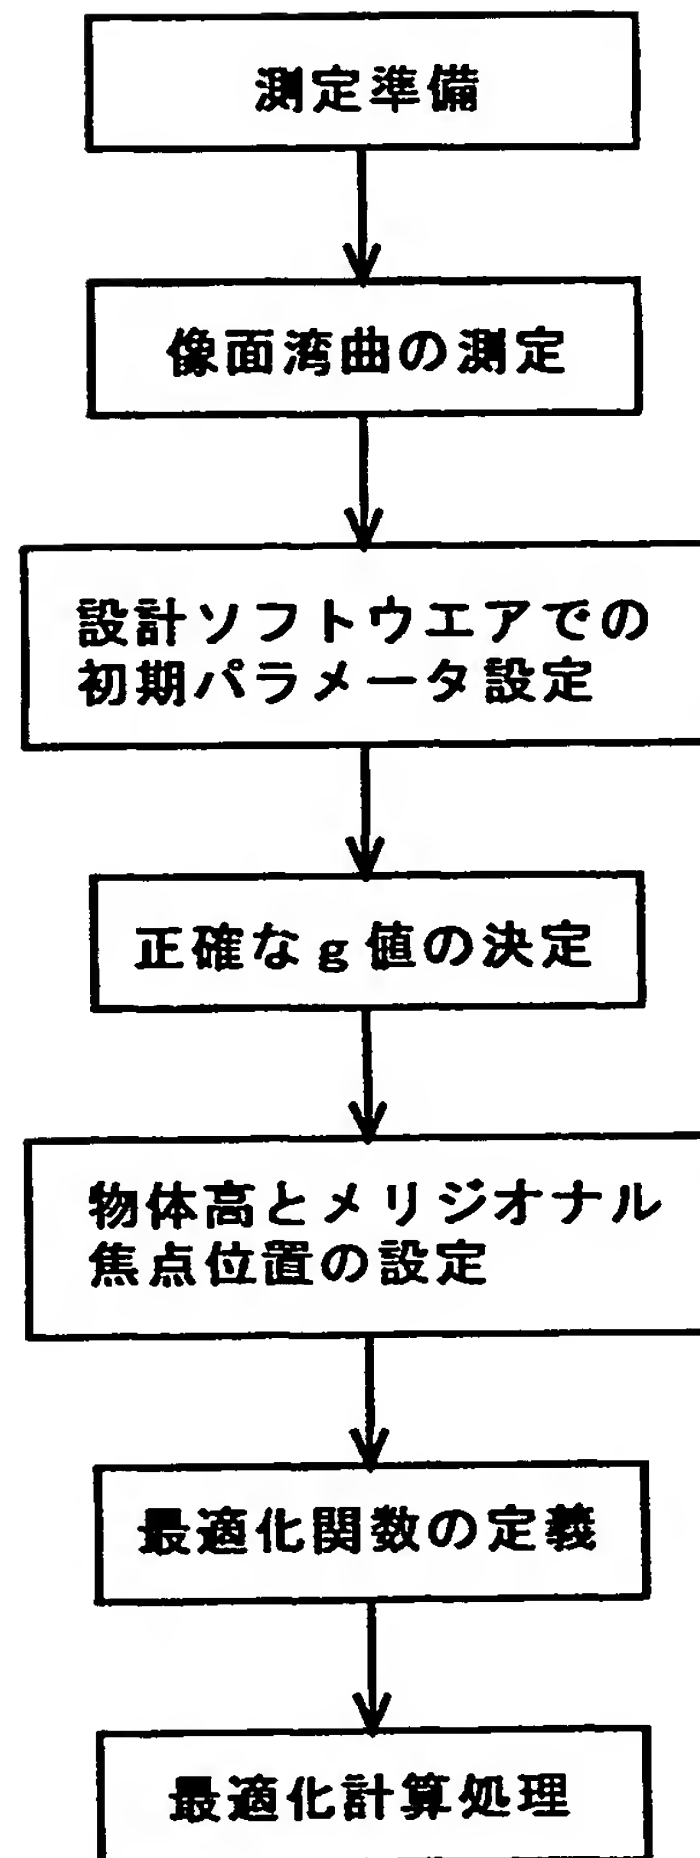 測定準備
像面湾曲の測定
設計ソフトウエアでの
初期パラメータ設定
正確なｇ値の決定
物体高とメリジオナル
焦点位置の設定
最適化関数の定義
最適化計算処理